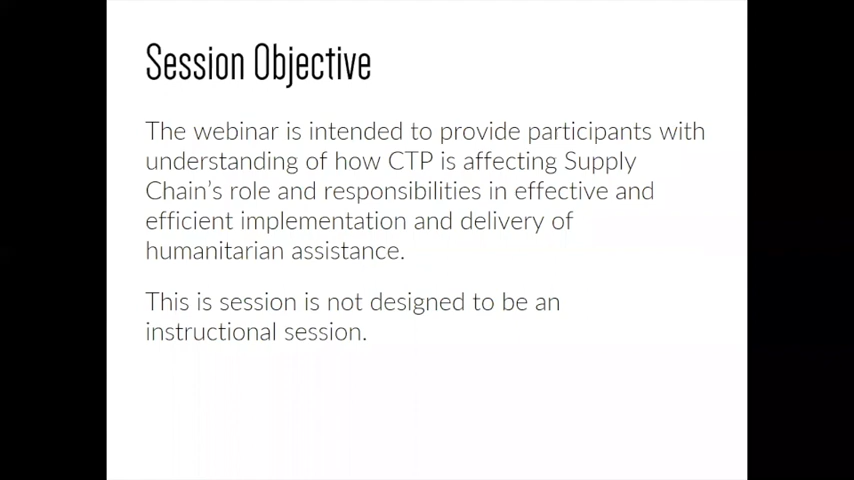 Session Objective
The webinar is intended to provide participants with
understanding of how CTP is affecting Supply
Chain's role and responsibilities in effective and
efficient implementation and delivery of
humanitarian assistance.
This is session is not designed to be an
instructional session.